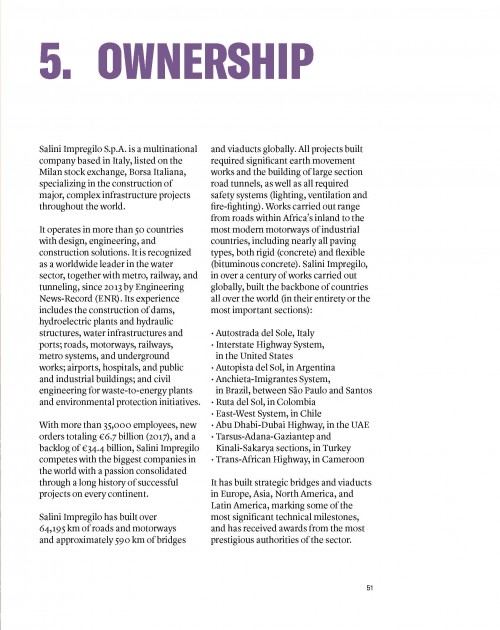 5. OWNERSHIP
Salini Impregilo S.p.A. is a multinational
company based in Italy, listed on the
Milan stock exchange, Borsa Italiana,
specializing in the construction of
major, complex infrastructure projects
throughout the world.
It operates in more than 50 countries
with design, engineering, and
construction solutions. It is recognized
as a worldwide leader in the water
sector, together with metro, railway, and
tunneling, since 2013 by Engineering
News-Record (ENR). Its experience
includes the construction of dams,
hydroelectric plants and hydraulic
structures, water infrastructures and
ports; roads, motorways, railways,
metro systems, and underground
works; airports, hospitals, and public
and industrial buildings; and civil
engineering for waste-to-energy plants
and environmental protection initiatives.
With more than 35,000 employees, new
orders totaling €6.7 billion (2017), and a
backlog of €34.4 billion, Salini Impregilo
competes with the biggest companies in
the world with a passion consolidated
through a long history of successful
projects on every continent.
Salini Impregilo has built over
64,195 km of roads and motorways
and approximately 590 km of bridges
and viaducts globally. All projects built
required significant earth movement
works and the building of large section
road tunnels, as well as all required
safety systems (lighting, ventilation and
fire-fighting). Works carried out range
from roads within Africa's inland to the
most modern motorways of industrial
countries, including nearly all paving
types, both rigid (concrete) and flexible
(bituminous concrete). Salini Impregilo,
in over a century of works carried out
globally, built the backbone of countries
all over the world (in their entirety or the
most important sections):
· Autostrada del Sole, Italy
· Interstate Highway System,
in the United States
· Autopista del Sol, in Argentina
· Anchieta-Imigrantes System,
in Brazil, between São Paulo and Santos
· Ruta del Sol, in Colombia
· East-West System, in Chile
· Abu Dhabi-Dubai Highway, in the UAE
· Tarsus-Adana-Gaziantep and
Kinali-Sakarya sections, in Turkey
· Trans-African Highway, in Cameroon
It has built strategic bridges and viaducts
in Europe, Asia, North America, and
Latin America, marking some of the
most significant technical milestones,
and has received awards from the most
prestigious authorities of the sector.
51